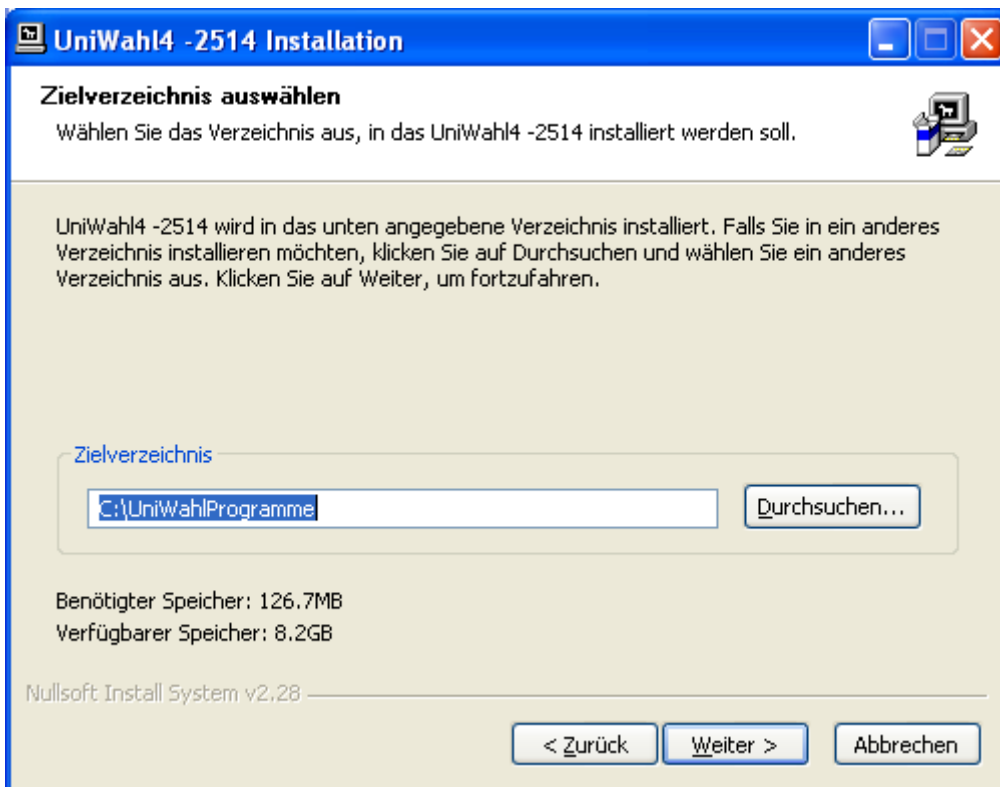 UniWahl4 -2514 Installation
Zielverzeichnis auswählen
Wählen Sie das Verzeichnis aus, in das UniWahl4 -2514 installiert werden soll.
UniWahl4 -2514 wird in das unten angegebene Verzeichnis installiert. Falls Sie in ein anderes
Verzeichnis installieren möchten, klicken Sie auf Durchsuchen und wählen Sie ein anderes
Verzeichnis aus. Klicken Sie auf Weiter, um fortzufahren.
Zielverzeichnis
C:\UniWahlProgramme
Durchsuchen...
Benötigter Speicher: 126.7MB
Verfügbarer Speicher: 8.2GB
Nullsoft Install System v2.28
< Zurück
Weiter >
Abbrechen